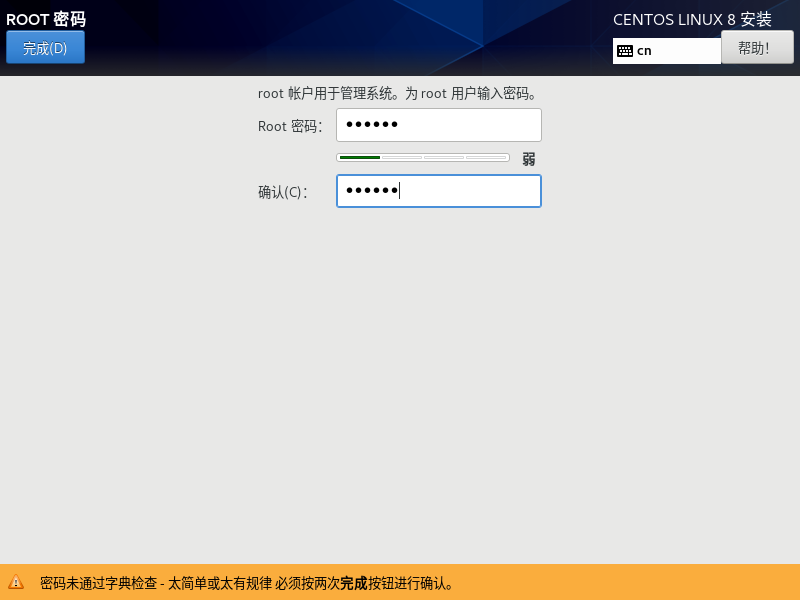 ROOT 密码
CENTOS LINUX 8 安装
完成(D)
cn
帮助！
root 帐户用于管理系统。为 root 用户输入密码。
Root 密码：
●●●●●●
弱
确认(C)：
●●●●●●
密码未通过字典检查 - 太简单或太有规律 必须按两次完成按钮进行确认。